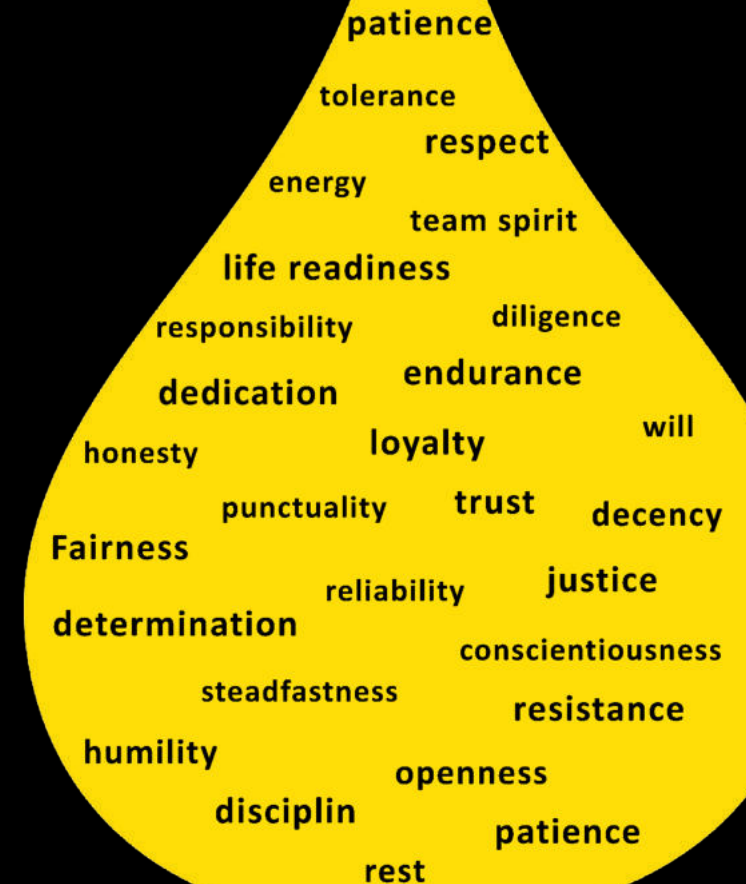 patience
tolerance
respect
energy
team spirit
life readiness
diligence
responsibility
endurance
dedication
will
loyalty
honesty
trust
punctuality
decency
Fairness
justice
reliability
determination
conscientiousness
steadfastness
resistance
humility
openness
disciplin
patience
rest